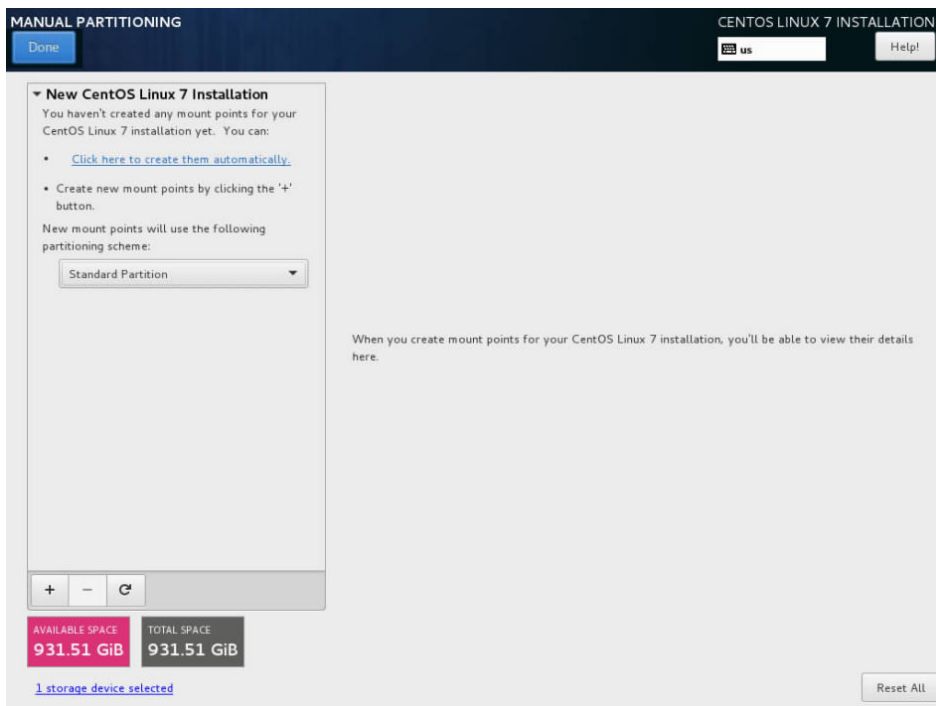 MANUAL PARTITIONING
CENTOS LINUX 7 INSTALLATION
Done
us
Help!
New CentOS Linux 7 Installation
You haven't created any mount points for your
CentOS Linux 7 installation yet. You can:
• Click here to create them automatically.
• Create new mount points by clicking the '+'
button.
New mount points will use the following
partitioning scheme:
Standard Partition
When you create mount points for your CentOS Linux 7 installation, you'll be able to view their details
here.
+ −
AVAILABLE SPACE
931.51 GiB
TOTAL SPACE
931.51 GiB
1 storage device selected
Reset All